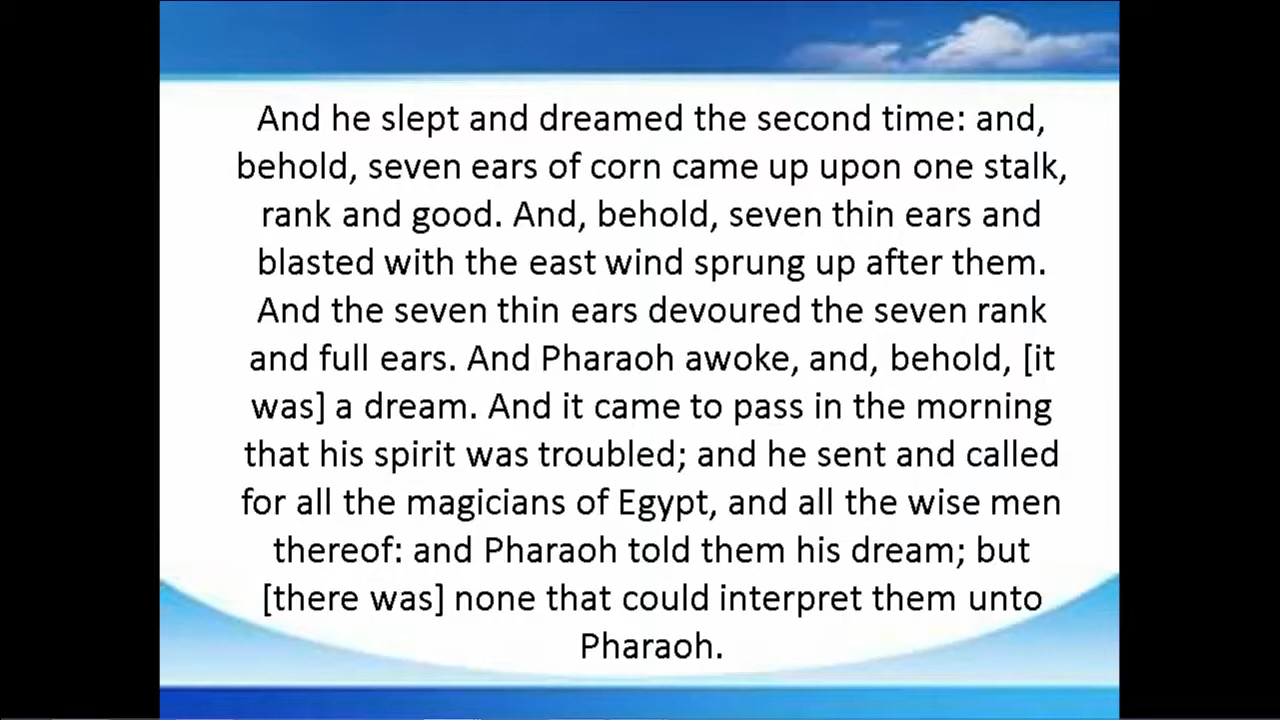 And he slept and dreamed the second time: and,
behold, seven ears of corn came up upon one stalk,
rank and good. And, behold, seven thin ears and
blasted with the east wind sprung up after them.
And the seven thin ears devoured the seven rank
and full ears. And Pharaoh awoke, and, behold, [it
was] a dream. And it came to pass in the morning
that his spirit was troubled; and he sent and called
for all the magicians of Egypt, and all the wise men
thereof: and Pharaoh told them his dream; but
[there was] none that could interpret them unto
Pharaoh.